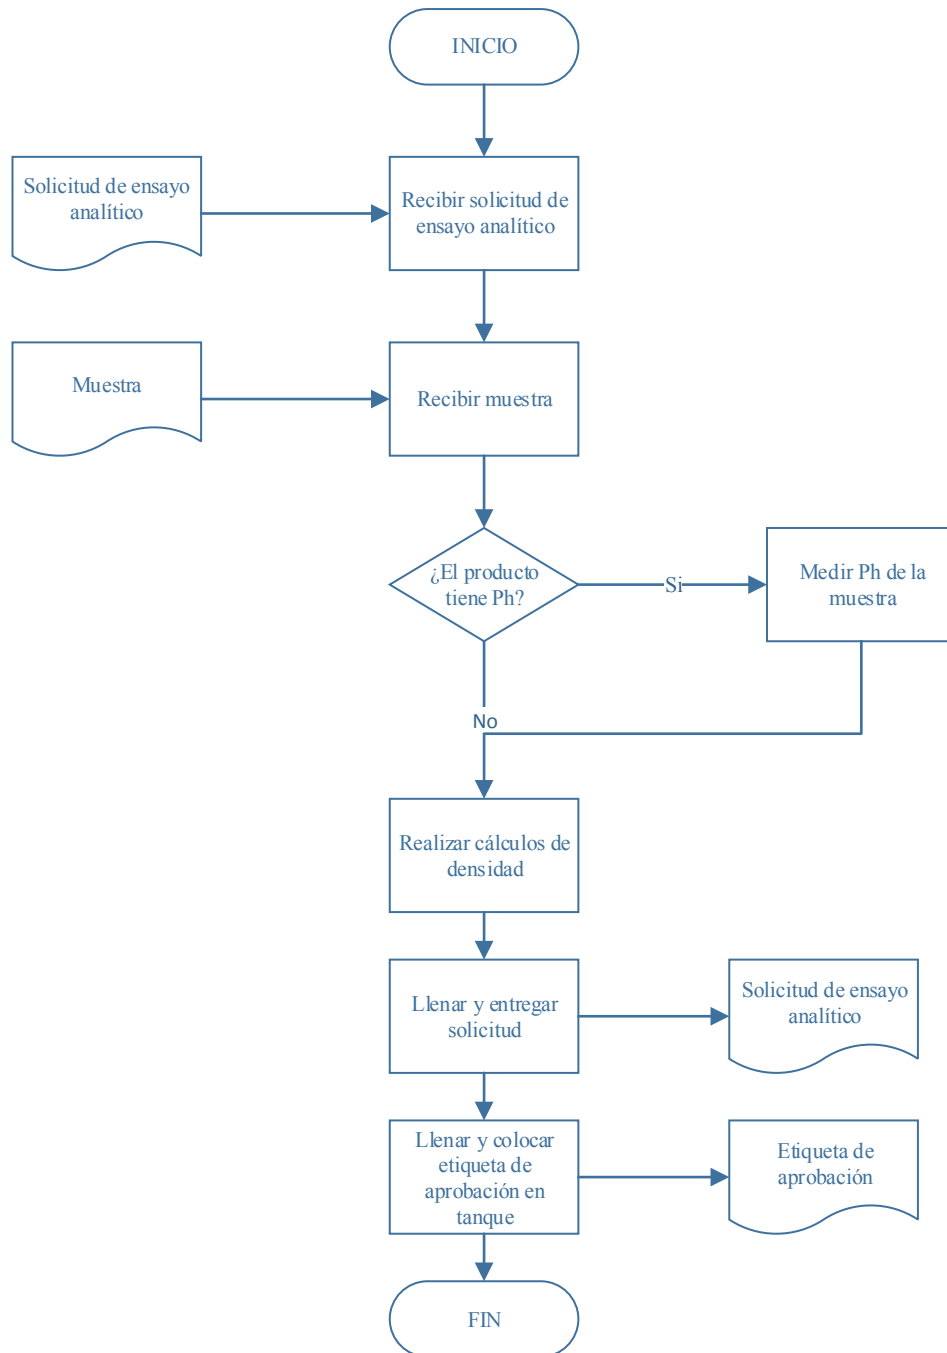 INICIO
Solicitud de ensayo
analítico
Recibir solicitud de
ensayo analítico
Muestra
Recibir muestra
¿El producto
tiene Ph?
Si
Medir Ph de la
muestra
No
Realizar cálculos de
densidad
Llenar y entregar
solicitud
Solicitud de ensayo
analítico
Llenar y colocar
etiqueta de
aprobación en
tanque
Etiqueta de
aprobación
FIN